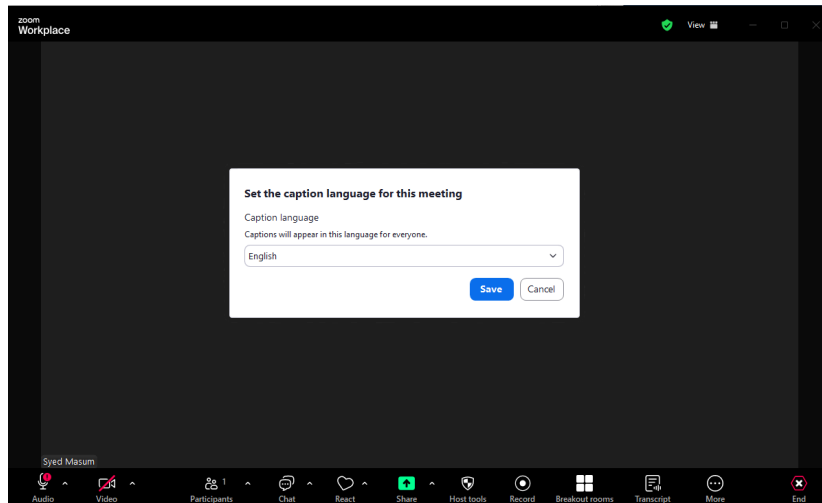 zoom
Workplace
View
Set the caption language for this meeting
Caption language
Captions will appear in this language for everyone.
English
Save
Cancel
Syed Masum
1
Audio
Video
Participants
Chat
React
Share
Host tools
Record
Breakout rooms
Transcript
More
End